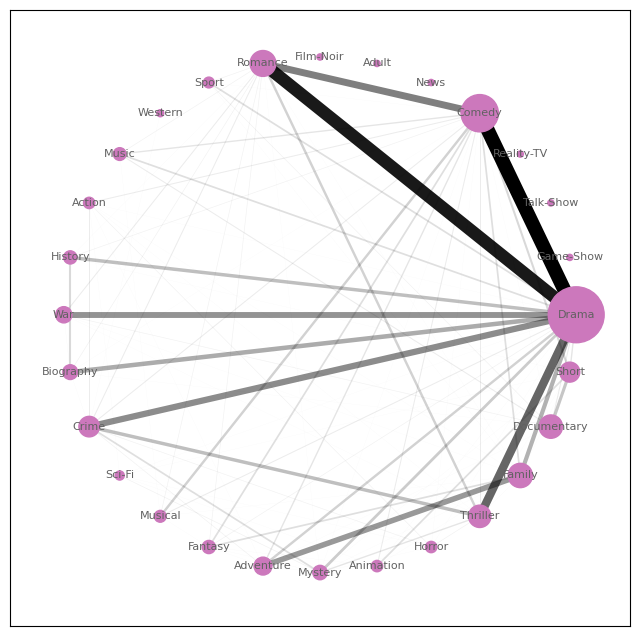 Film-Noir
Romance
Adult
Sport
News
Western
Comedy
Music
Reality-TV
Action
Talk-Show
History
Game-Show
War
Drama
Biography
Short
Crime
Documentary
Sci-Fi
Family
Musical
Thriller
Fantasy
Horror
Adventure
Mystery
Animation